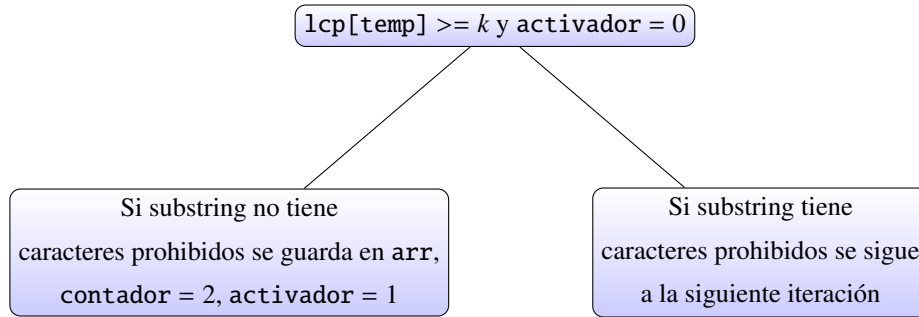 lcp[temp] >= k y activador = 0
Si substring no tiene
caracteres prohibidos se guarda en arr,
contador = 2, activador = 1
Si substring tiene
caracteres prohibidos se sigue
a la siguiente iteración